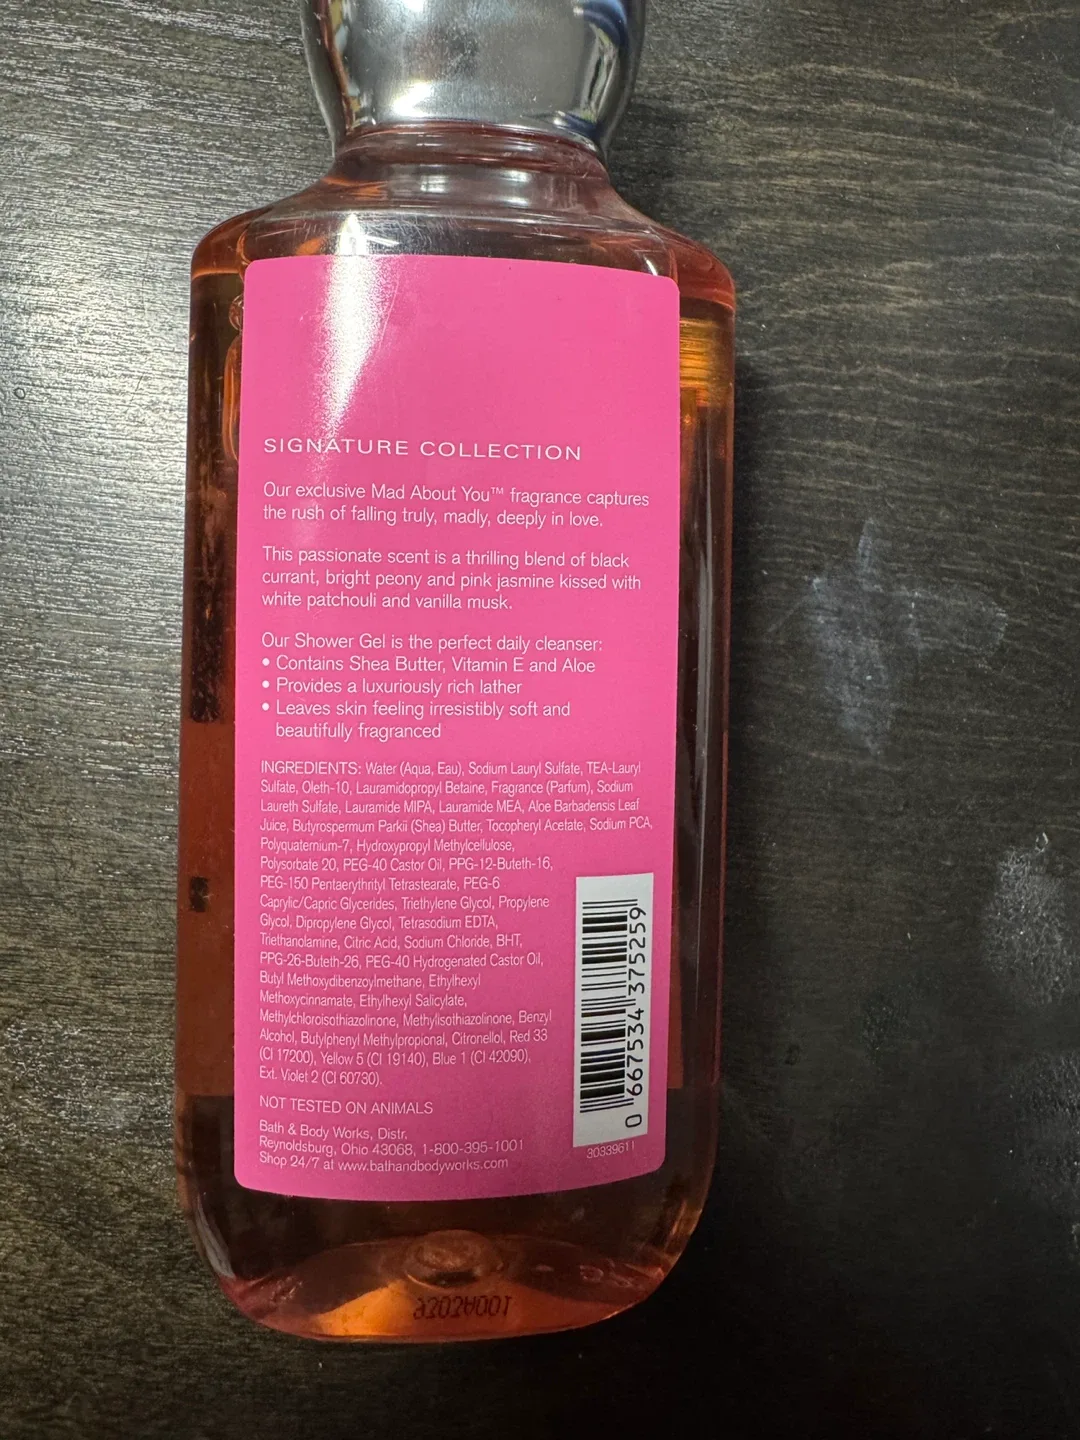 SIGNATURE COLLECTION
Our exclusive Mad About You™ fragrance captures
the rush of falling truly, madly, deeply in love.
This passionate scent is a thrilling blend of black
currant, bright peony and pink jasmine kissed with
white patchouli and vanilla musk.
Our Shower Gel is the perfect daily cleanser:
• Contains Shea Butter, Vitamin E and Aloe
• Provides a luxuriously rich lather
• Leaves skin feeling irresistibly soft and
beautifully fragranced
INGREDIENTS: Water (Aqua, Eau), Sodium Lauryl Sulfate, TEA-Lauryl
Sulfate, Oleth-10, Lauramidopropyl Betaine, Fragrance (Parfum), Sodium
Laureth Sulfate, Lauramide MIPA, Lauramide MEA, Aloe Barbadensis Leaf
Juice, Butyrospermum Parkii (Shea) Butter, Tocopheryl Acetate, Sodium PCA,
Polyquaternium-7, Hydroxypropyl Methylcellulose,
Polysorbate 20, PEG-40 Castor Oil, PPG-12-Buteth-16,
PEG-150 Pentaerythrityl Tetrastearate, PEG-6
Caprylic/Capric Glycerides, Triethylene Glycol, Propylene
Glycol, Dipropylene Glycol, Tetrasodium EDTA,
Triethanolamine, Citric Acid, Sodium Chloride, BHT,
PPG-26-Buteth-26, PEG-40 Hydrogenated Castor Oil,
Butyl Methoxydibenzoylmethane, Ethylhexyl
Methoxycinnamate, Ethylhexyl Salicylate,
Methylchloroisothiazolinone, Methylisothiazolinone, Benzyl
Alcohol, Butylphenyl Methylpropional, Citronellol, Red 33
(CI 17200), Yellow 5 (CI 19140), Blue 1 (CI 42090),
Ext. Violet 2 (CI 60730).
NOT TESTED ON ANIMALS
Bath & Body Works, Distr.
Reynoldsburg, Ohio 43068, 1-800-395-1001
Shop 24/7 at www.bathandbodyworks.com
0 667534 375259
30339611